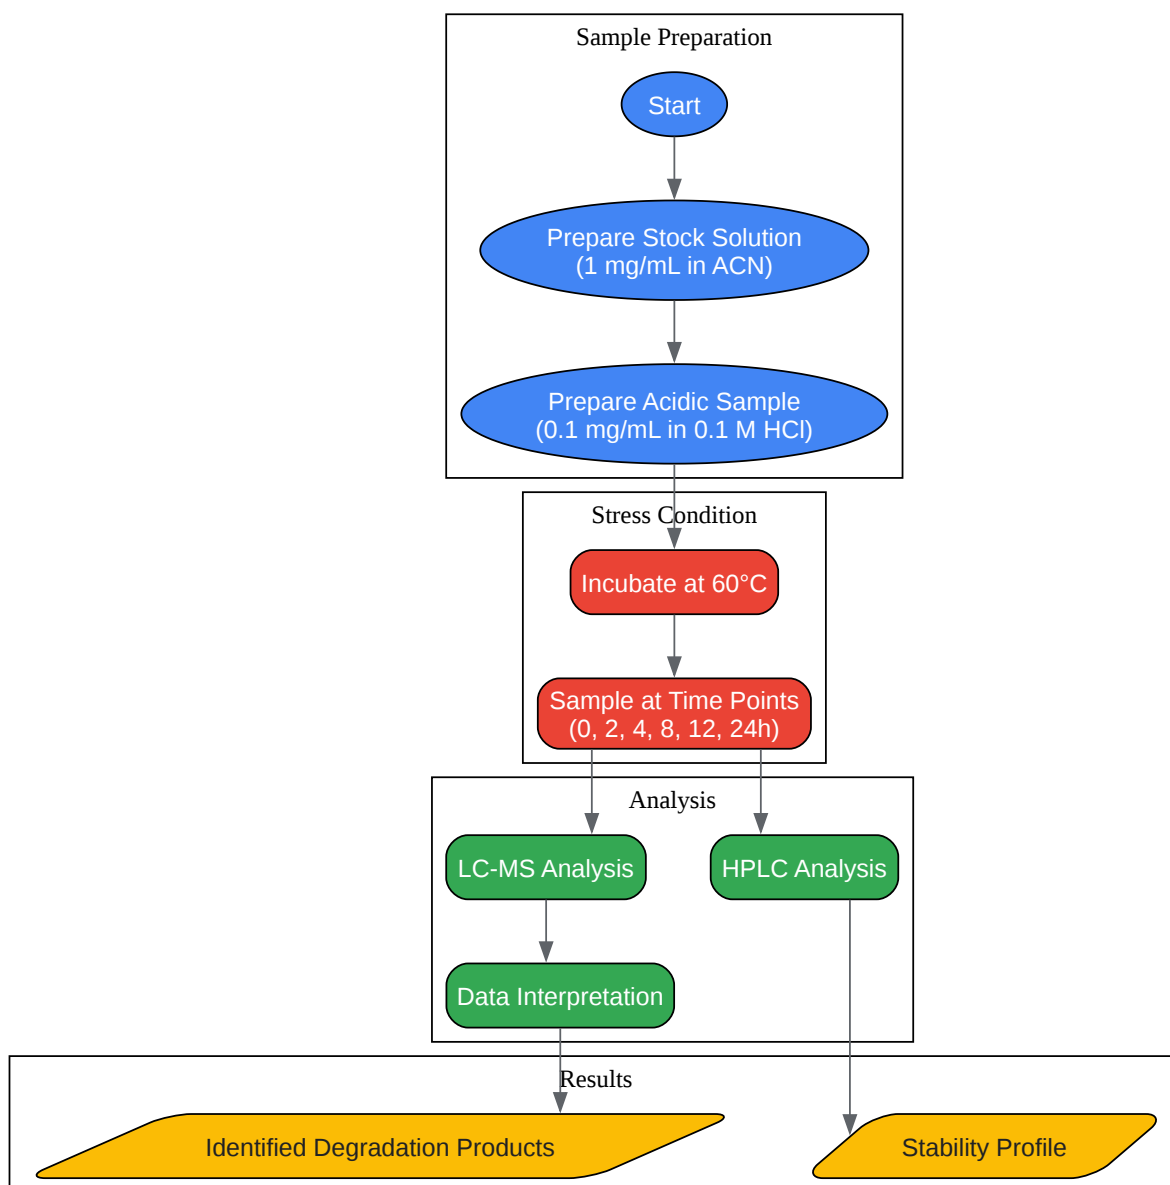 Sample Preparation
Start
Prepare Stock Solution
(1 mg/mL in ACN)
Prepare Acidic Sample
(0.1 mg/mL in 0.1 M HCl)
Stress Condition
Incubate at 60°C
Sample at Time Points
(0, 2, 4, 8, 12, 24h)
Analysis
LC-MS Analysis
HPLC Analysis
Data Interpretation
Results
Identified Degradation Products
Stability Profile